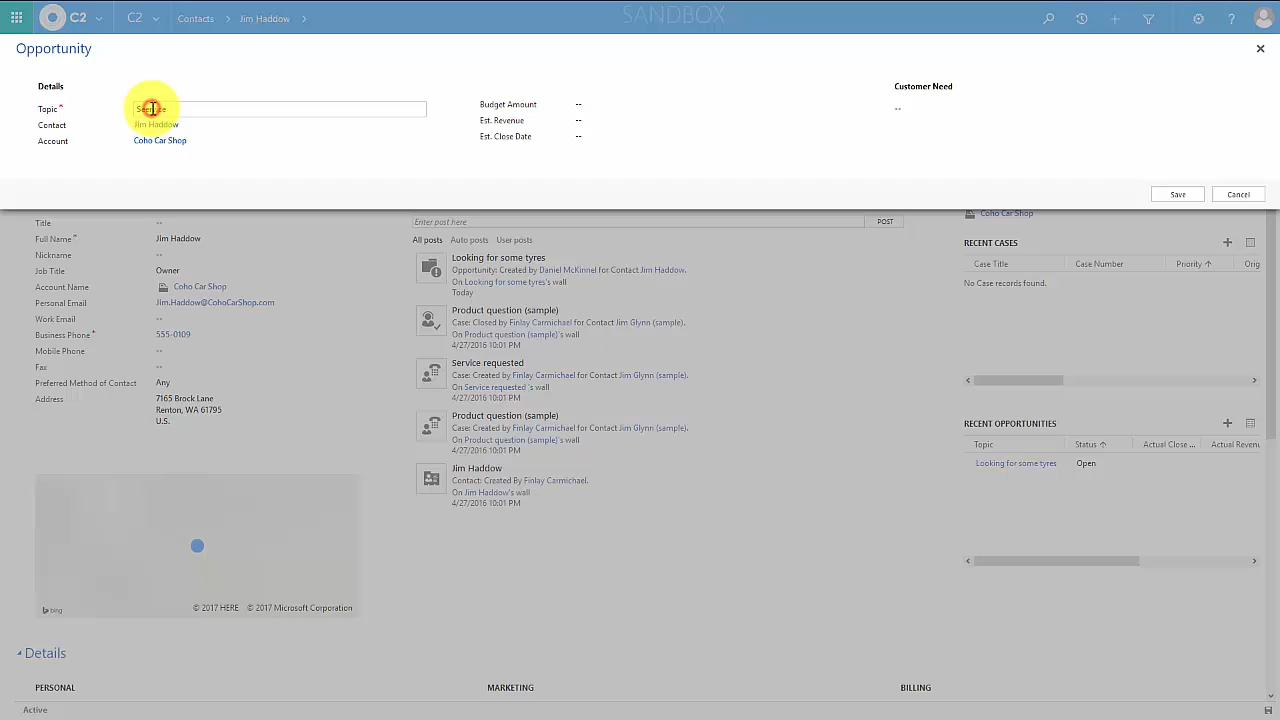 C2
C2
Contacts
Jim Haddow
SANDBOX
Opportunity
Details
Topic*
Contact
Jim Haddow
Account
Coho Car Shop
Budget Amount
--
Est. Revenue
--
Est. Close Date
--
Customer Need
--
Save
Cancel
Title
--
Full Name*
Jim Haddow
Nickname
--
Job Title
Owner
Account Name
Coho Car Shop
Personal Email
Jim.Haddow@CohoCarShop.com
Work Email
--
Business Phone*
555-0109
Mobile Phone
--
Fax
--
Preferred Method of Contact
Any
Address
7165 Brock Lane
Renton, WA 61795
U.S.
bing
© 2017 HERE © 2017 Microsoft Corporation
Enter post here
POST
All posts Auto posts User posts
Looking for some tyres
Opportunity: Created by Daniel McKinnel for Contact Jim Haddow.
On Looking for some tyres's wall
Today
Product question (sample)
Case: Closed by Finlay Carmichael for Contact Jim Glynn (sample).
On Product question (sample)'s wall
4/27/2016 10:01 PM
Service requested
Case: Created by Finlay Carmichael for Contact Jim Glynn (sample).
On Service requested 's wall
4/27/2016 10:01 PM
Product question (sample)
Case: Created by Finlay Carmichael for Contact Jim Glynn (sample).
On Product question (sample)'s wall
4/27/2016 10:01 PM
Jim Haddow
Contact: Created By Finlay Carmichael.
On Jim Haddow's wall
4/27/2016 10:01 PM
Coho Car Shop
RECENT CASES
Case Title Case Number Priority Orig
No Case records found.
RECENT OPPORTUNITIES
Topic Status Actual Close ... Actual Revenu
Looking for some tyres Open
Details
PERSONAL MARKETING BILLING
Active